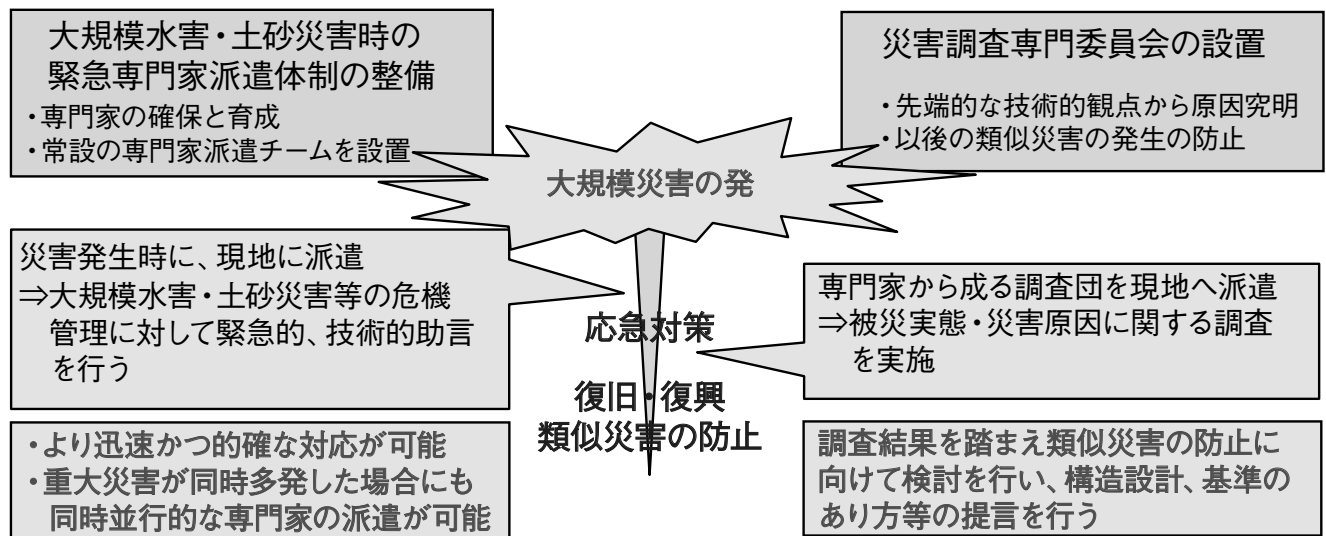 大規模水害・土砂災害時の
緊急専門家派遣体制の整備
・専門家の確保と育成
・常設の専門家派遣チームを設置
災害調査専門委員会の設置
・先端的な技術的観点から原因究明
・以後の類似災害の発生の防止
大規模災害の発
災害発生時に、現地に派遣
⇒大規模水害・土砂災害等の危機
管理に対して緊急的、技術的助言
を行う
専門家から成る調査団を現地へ派遣
⇒被災実態・災害原因に関する調査
を実施
応急対策
復旧・復興
類似災害の防止
・より迅速かつ的確な対応が可能
・重大災害が同時多発した場合にも
同時並行的な専門家の派遣が可能
調査結果を踏まえ類似災害の防止に
向けて検討を行い、構造設計、基準の
あり方等の提言を行う